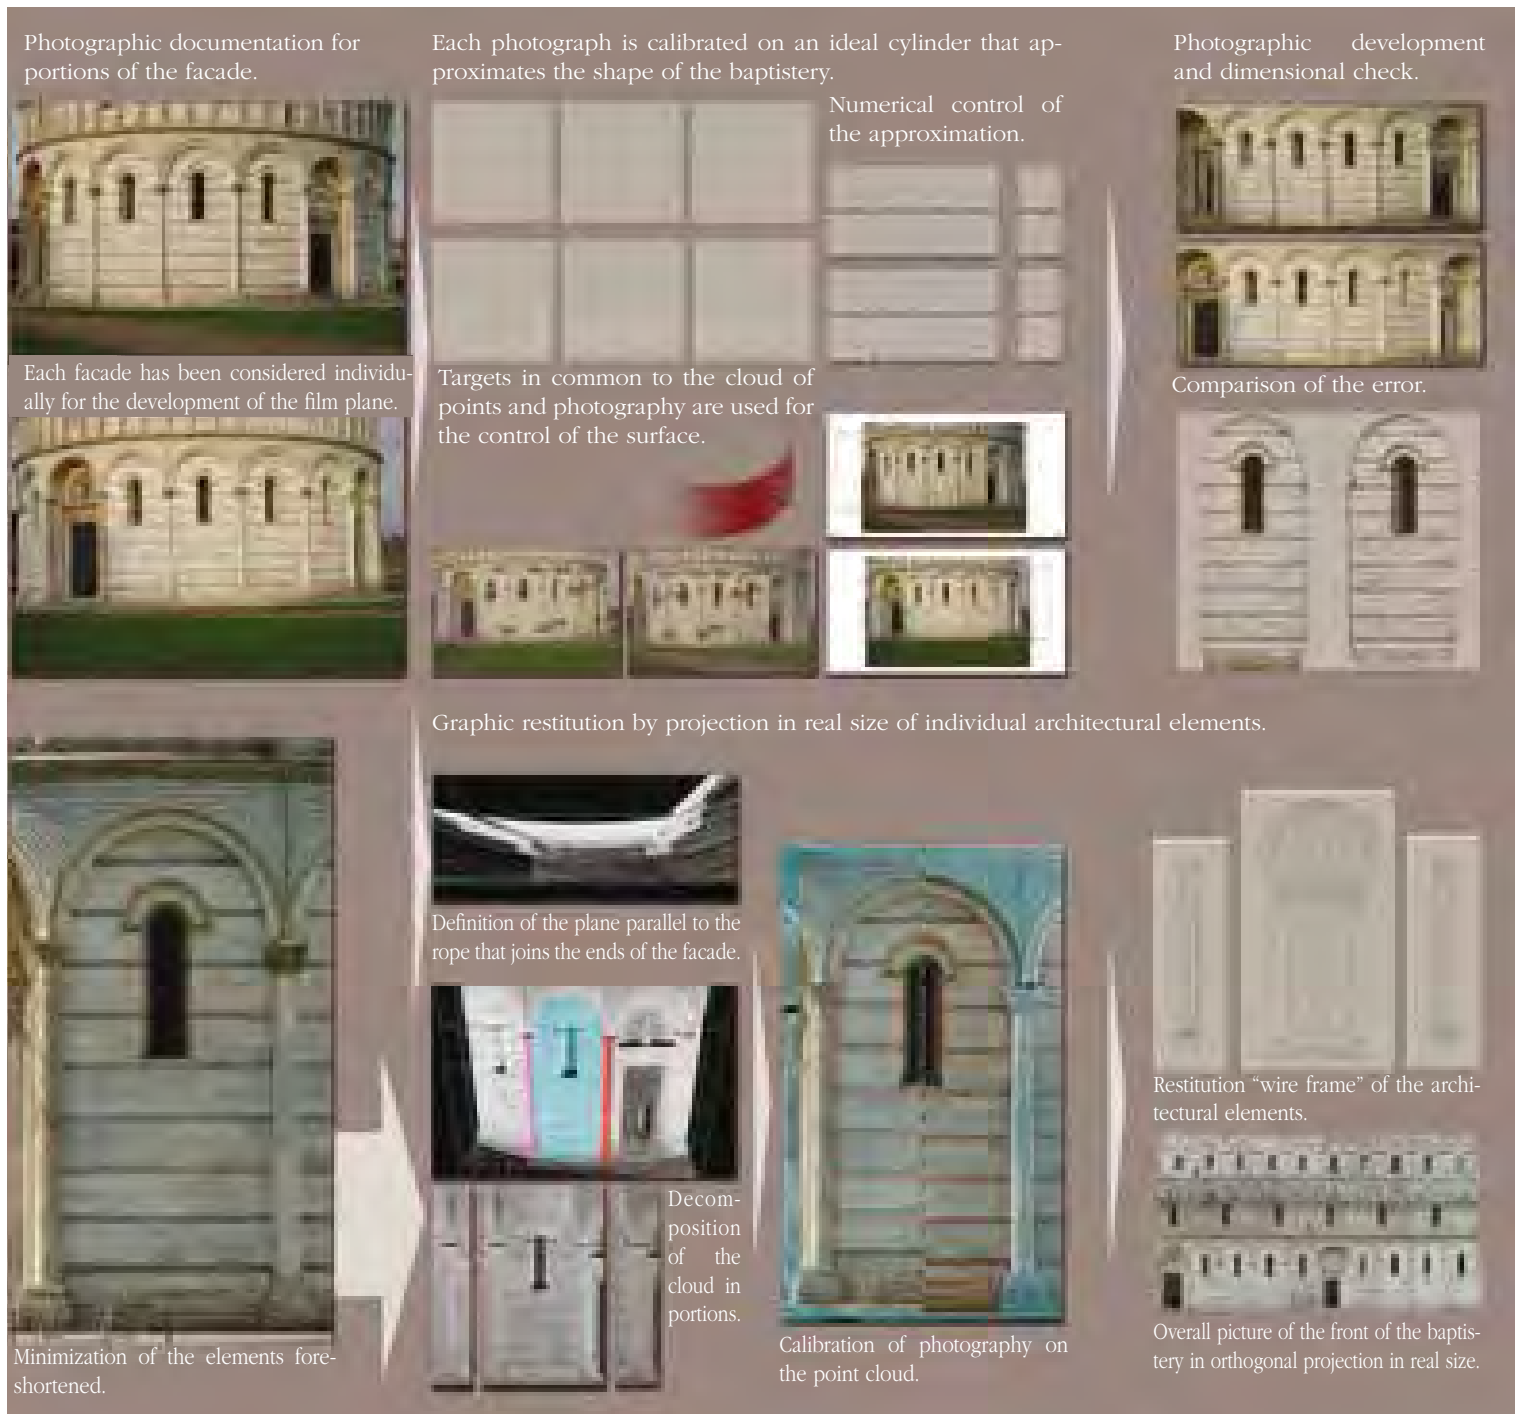 Photographic documentation for
portions of the facade.
Each facade has been considered individu-
ally for the development of the film plane.
Each photograph is calibrated on an ideal cylinder that ap-
proximates the shape of the baptistery.
Numerical control of
the approximation.
Targets in common to the cloud of
points and photography are used for
the control of the surface.
Photographic development
and dimensional check.
Comparison of the error.
Graphic restitution by projection in real size of individual architectural elements.
Minimization of the elements fore-
shortened.
Definition of the plane parallel to the
rope that joins the ends of the facade.
Decom-
position
of the
cloud in
portions.
Calibration of photography on
the point cloud.
Restitution “wire frame” of the archi-
tectural elements.
Overall picture of the front of the baptis-
tery in orthogonal projection in real size.